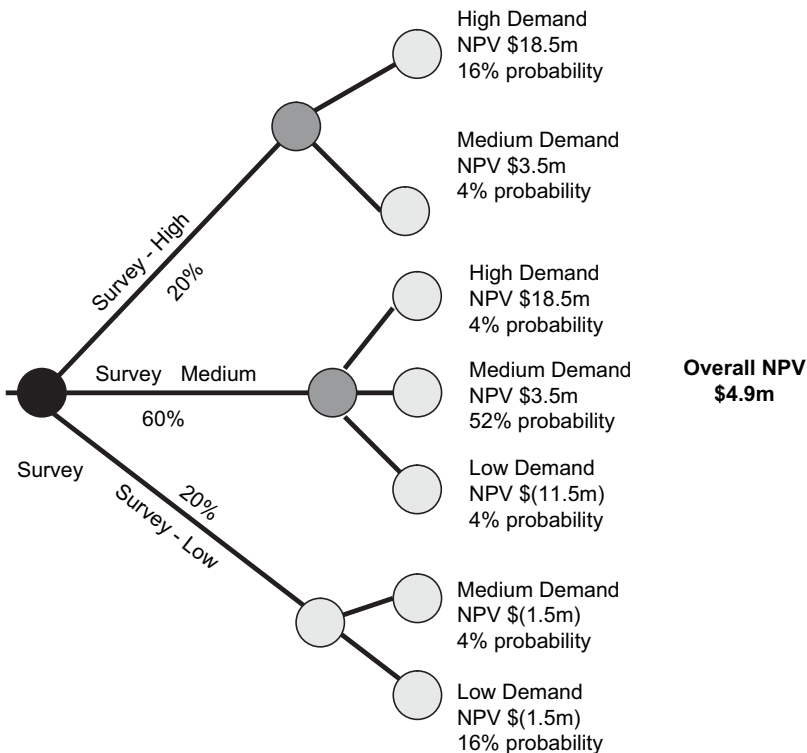 High Demand
NPV $18.5m
16% probability
Medium Demand
NPV $3.5m
4% probability
Survey - High
20%
High Demand
NPV $18.5m
4% probability
Survey Medium
60%
Medium Demand
NPV $3.5m
52% probability
Overall NPV
$4.9m
Low Demand
NPV $(11.5m)
4% probability
Survey
20%
Survey - Low
Medium Demand
NPV $(1.5m)
4% probability
Low Demand
NPV $(1.5m)
16% probability